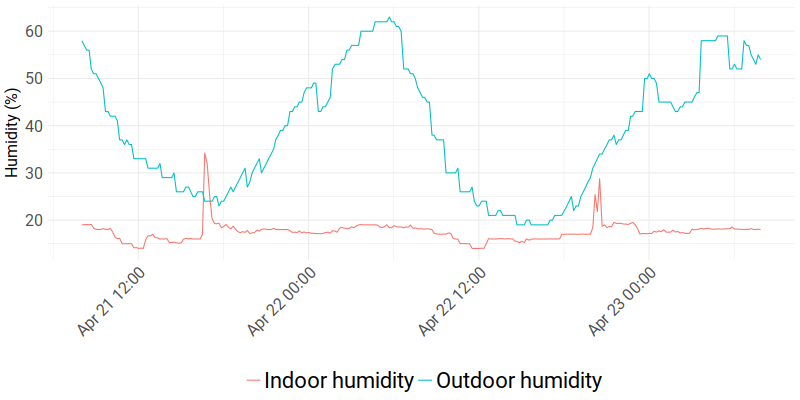 60
50
40
30
20
Humidity (%)
Apr 21 12:00
Apr 22 00:00
Apr 22 12:00
Apr 23 00:00
Indoor humidity
Outdoor humidity